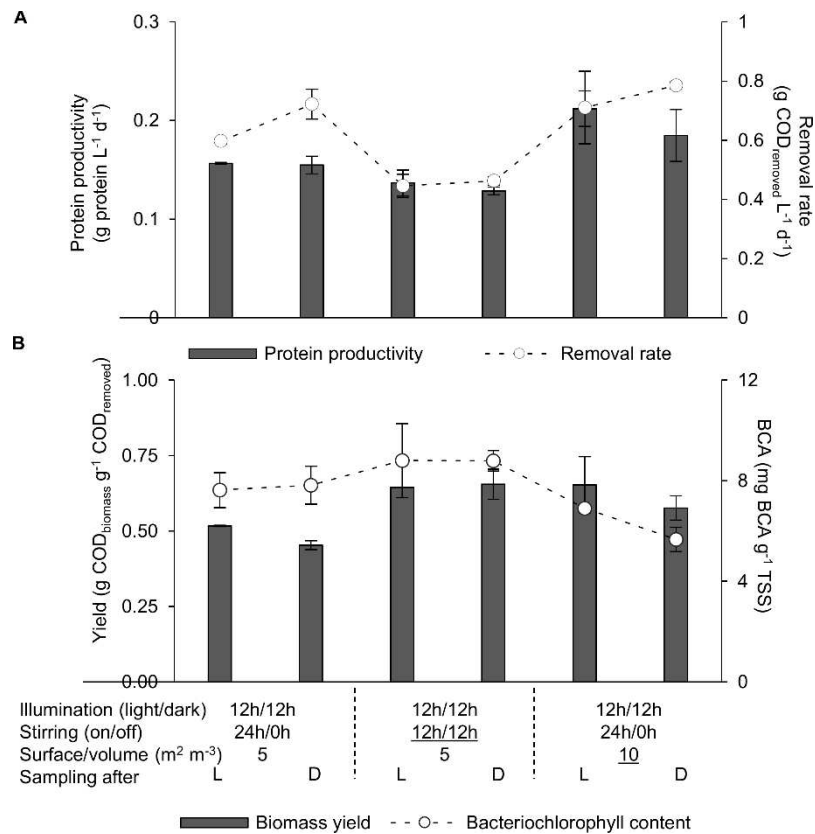 A
0.3
0.2
0.1
0
Protein productivity
(g protein L-1 d-1)
1
0.8
0.6
0.4
0.2
0
Removal rate
(g CODremoved L-1 d-1)
Protein productivity
Removal rate
B
1.00
0.75
0.50
0.25
0.00
Yield (g CODbiomass g-1 CODremoved)
12
8
4
0
BCA (mg BCA g-1 TSS)
Illumination (light/dark) 12h/12h 12h/12h 12h/12h
Stirring (on/off) 24h/0h 12h/12h 24h/0h
Surface/volume (m2 m-3) 5 5 10
Sampling after L D L D L D
Biomass yield
Bacteriochlorophyll content